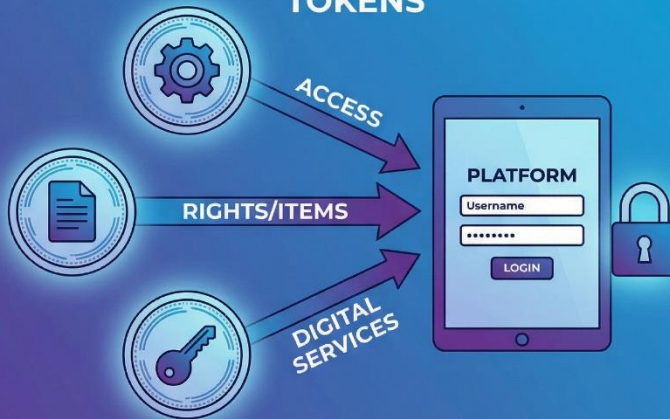 TOKENS
ACCESS
RIGHTS/ITEMS
DIGITAL
SERVICES
PLATFORM
Username
••••••••
LOGIN